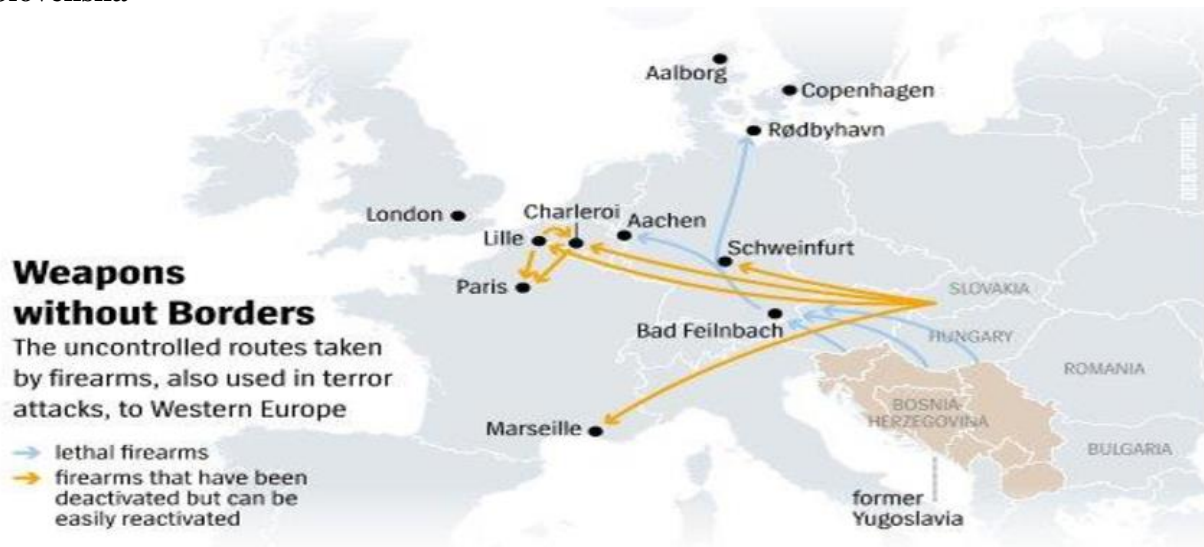 Aalborg
Copenhagen
Rødbyhavn
London
Charleroi
Aachen
Lille
Schweinfurt
Paris
SLOVAKIA
Bad Feilnbach
HUNGARY
ROMANIA
BOSNIA-
HERZEGOVINA
Marseille
BULGARIA
former
Yugoslavia
Weapons
without Borders
The uncontrolled routes taken
by firearms, also used in terror
attacks, to Western Europe
lethal firearms
firearms that have been
deactivated but can be
easily reactivated